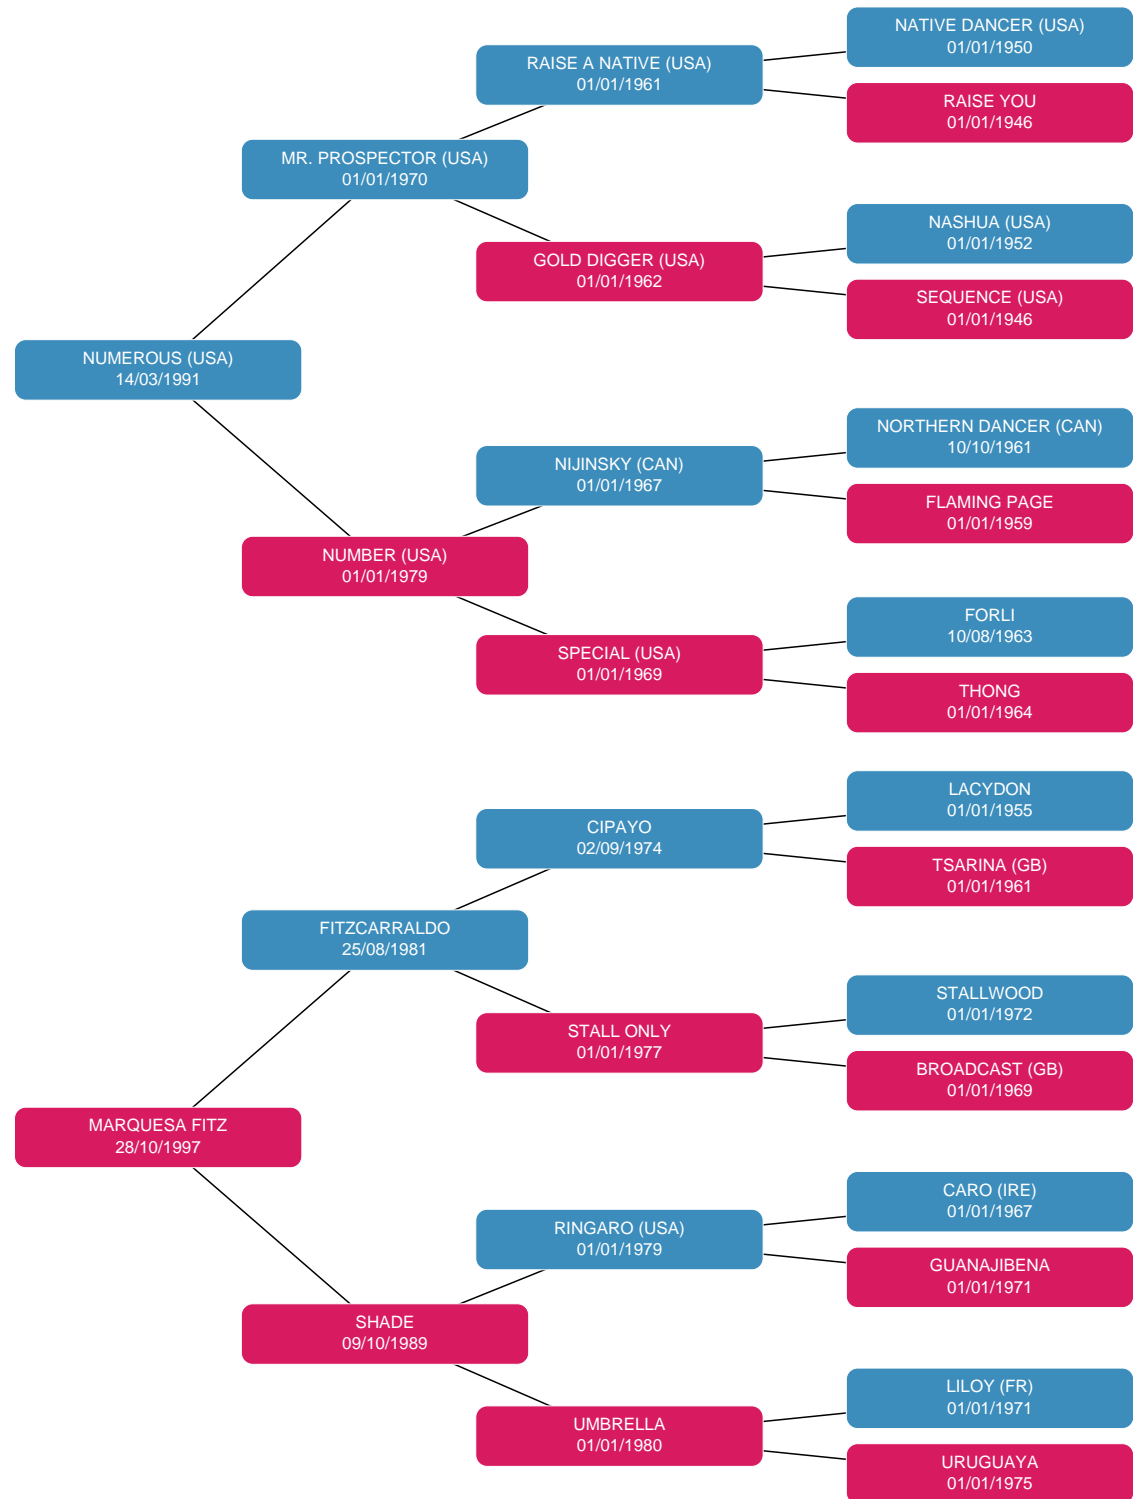 NATIVE DANCER (USA)
01/01/1950
RAISE A NATIVE (USA)
01/01/1961
RAISE YOU
01/01/1946
MR. PROSPECTOR (USA)
01/01/1970
NASHUA (USA)
01/01/1952
GOLD DIGGER (USA)
01/01/1962
SEQUENCE (USA)
01/01/1946
NUMEROUS (USA)
14/03/1991
NORTHERN DANCER (CAN)
10/10/1961
NIJINSKY (CAN)
01/01/1967
FLAMING PAGE
01/01/1959
NUMBER (USA)
01/01/1979
FORLI
10/08/1963
SPECIAL (USA)
01/01/1969
THONG
01/01/1964
LACYDON
01/01/1955
CIPAYO
02/09/1974
TSARINA (GB)
01/01/1961
FITZCARRALDO
25/08/1981
STALLWOOD
01/01/1972
STALL ONLY
01/01/1977
BROADCAST (GB)
01/01/1969
MARQUESA FITZ
28/10/1997
CARO (IRE)
01/01/1967
RINGARO (USA)
01/01/1979
GUANAJIBENA
01/01/1971
SHADE
09/10/1989
LILOY (FR)
01/01/1971
UMBRELLA
01/01/1980
URUGUAYA
01/01/1975